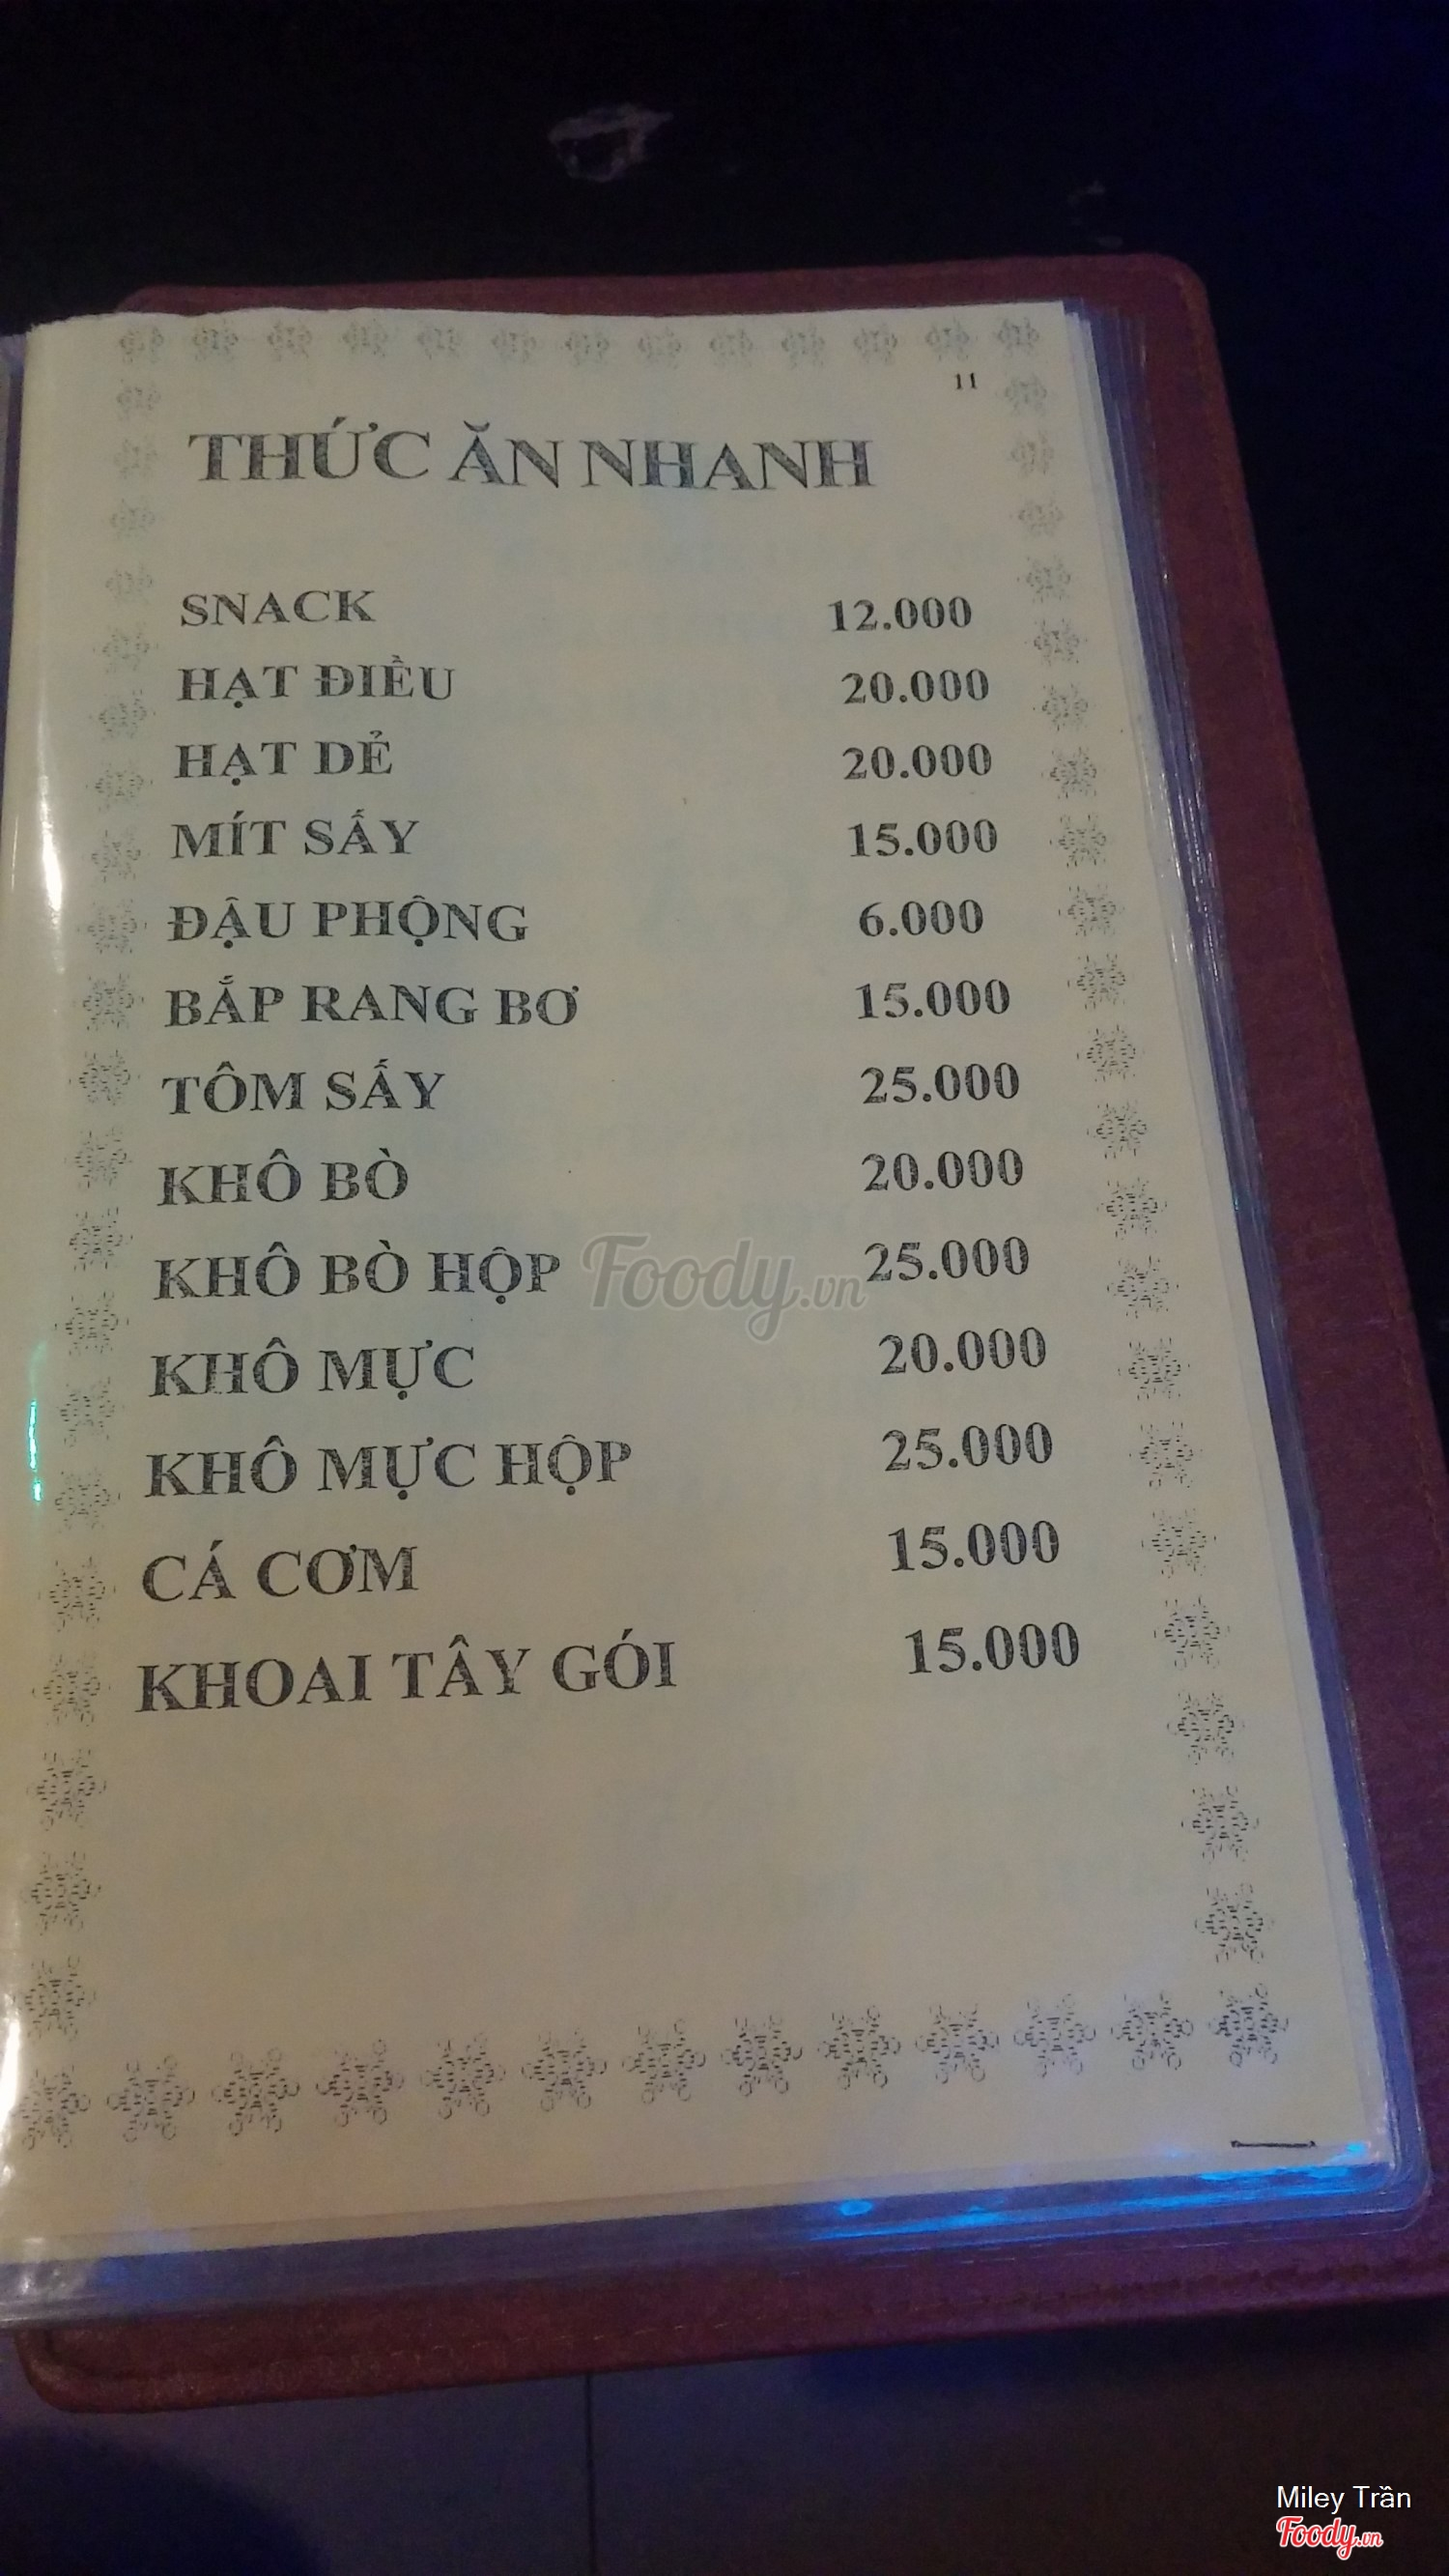 11
THỨC ĂN NHANH
SNACK 12.000
HẠT ĐIỀU 20.000
HẠT DẺ 20.000
MÍT SẤY 15.000
ĐẬU PHỘNG 6.000
BẮP RANG BƠ 15.000
TÔM SẤY 25.000
KHÔ BÒ 20.000
KHÔ BÒ HỘP 25.000
Foody.vn
KHÔ MỰC 20.000
KHÔ MỰC HỘP 25.000
CÁ CƠM 15.000
KHOAI TÂY GÓI 15.000
Miley Trần
Foody.vn